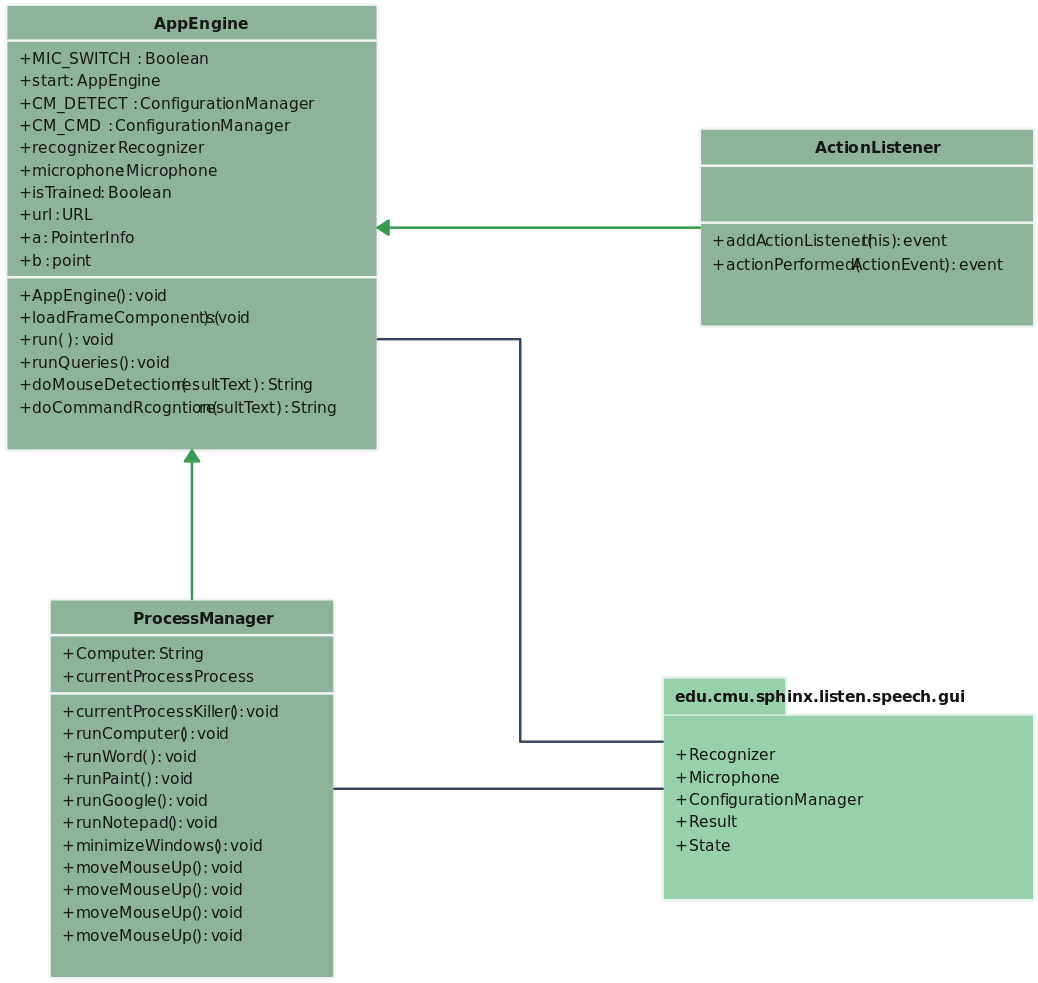 AppEngine
+MIC_SWITCH : Boolean
+start: AppEngine
+CM_DETECT : ConfigurationManager
+CM_CMD : ConfigurationManager
+recognizer: Recognizer
+microphone: Microphone
+isTrained: Boolean
+url : URL
+a : PointerInfo
+b : point
+AppEngine() : void
+loadFrameComponents() : void
+run( ) : void
+runQueries() : void
+doMouseDetection(resultText) : String
+doCommandRcogntion(resultText) : String
ActionListener
+addActionListener(this) : event
+actionPerformed(ActionEvent) : event
ProcessManager
+Computer: String
+currentProcess: Process
+currentProcessKiller() : void
+runComputer() : void
+runWord( ) : void
+runPaint() : void
+runGoogle() : void
+runNotepad() : void
+minimizeWindows() : void
+moveMouseUp() : void
+moveMouseUp() : void
+moveMouseUp() : void
+moveMouseUp() : void
edu.cmu.sphinx.listen.speech.gui
+Recognizer
+Microphone
+ConfigurationManager
+Result
+State